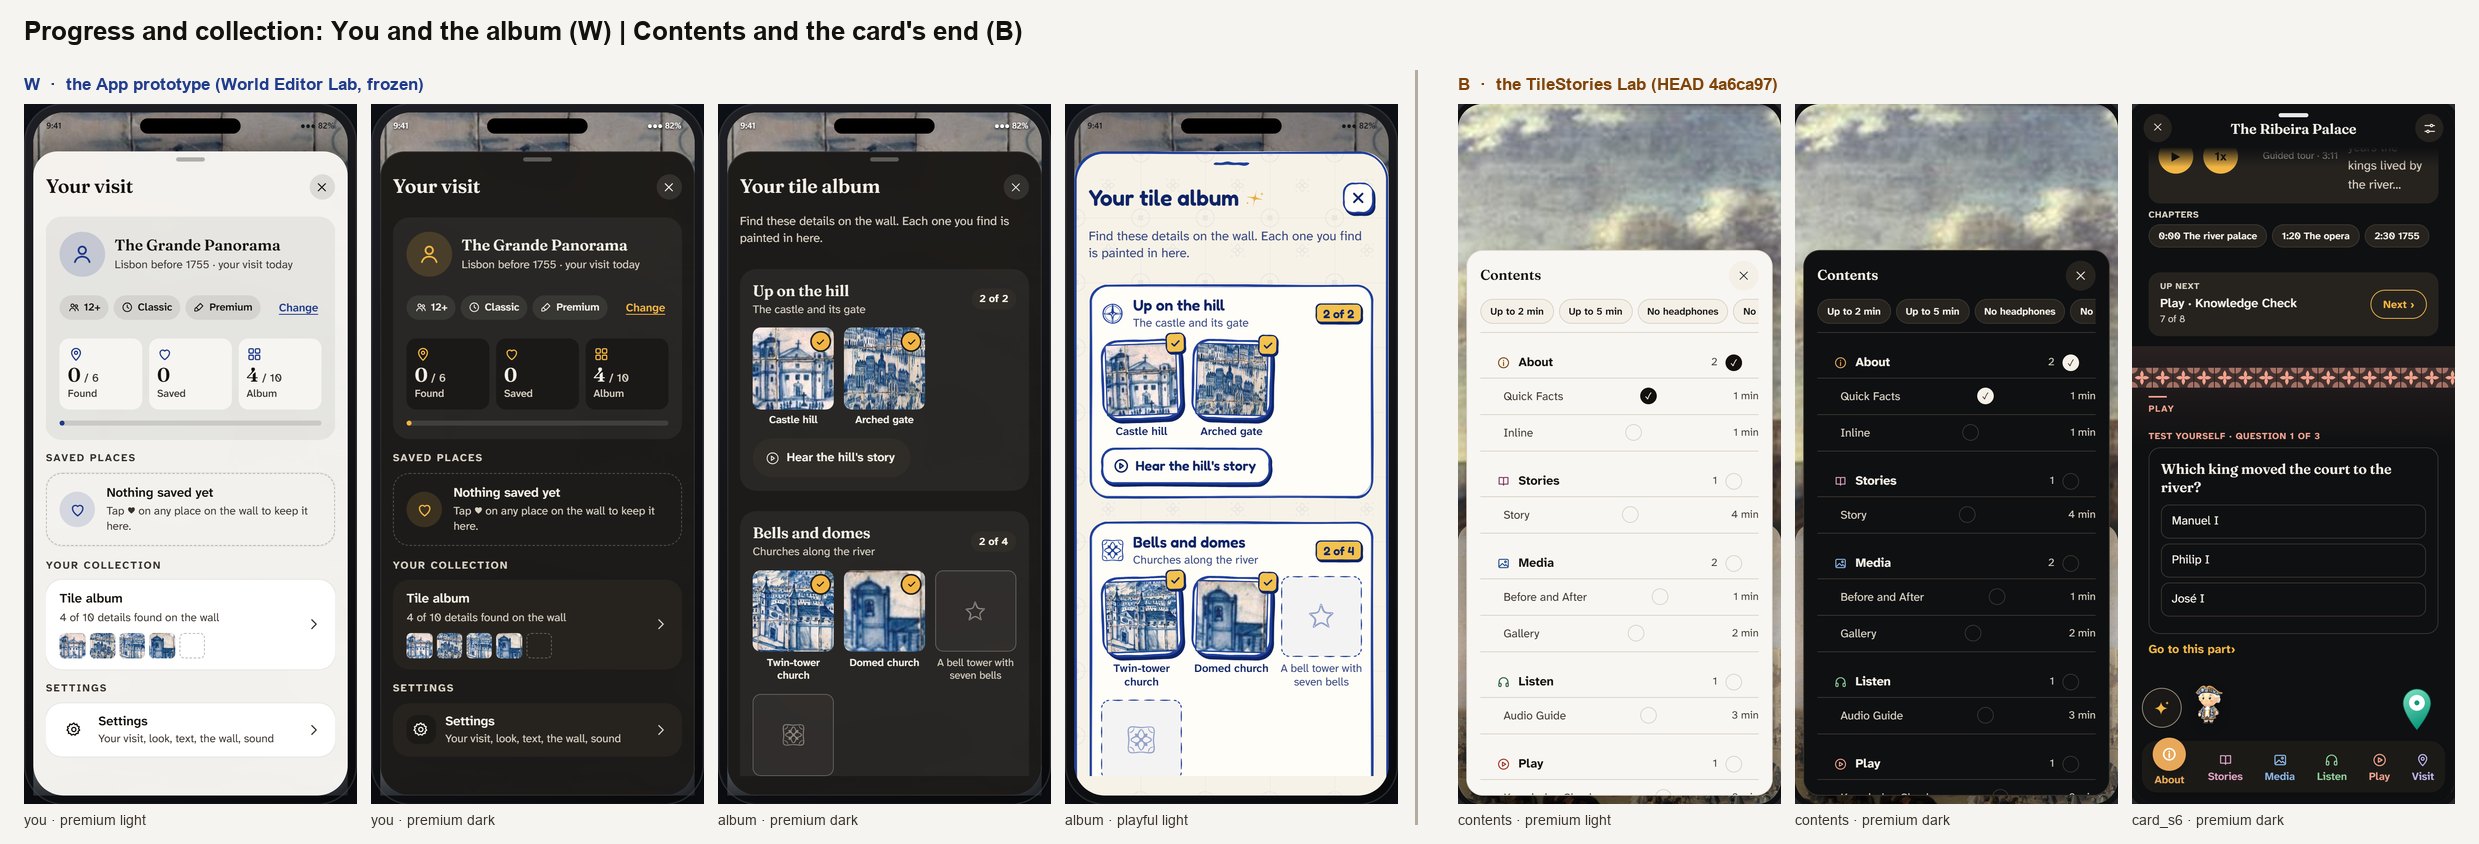 Progress and collection: You and the album (W) | Contents and the card's end (B)
W · the App prototype (World Editor Lab, frozen)
9:41
82%
Your visit
The Grande Panorama
Lisbon before 1755 · your visit today
12+
Classic
Premium
Change
0 / 6
Found
0
Saved
4 / 10
Album
SAVED PLACES
Nothing saved yet
Tap ♥ on any place on the wall to keep it
here.
YOUR COLLECTION
Tile album
4 of 10 details found on the wall
SETTINGS
Settings
Your visit, look, text, the wall, sound
you · premium light
9:41
82%
Your visit
The Grande Panorama
Lisbon before 1755 · your visit today
12+
Classic
Premium
Change
0 / 6
Found
0
Saved
4 / 10
Album
SAVED PLACES
Nothing saved yet
Tap ♥ on any place on the wall to keep it
here.
YOUR COLLECTION
Tile album
4 of 10 details found on the wall
SETTINGS
Settings
Your visit, look, text, the wall, sound
you · premium dark
9:41
82%
Your tile album
Find these details on the wall. Each one you find is
painted in here.
Up on the hill
The castle and its gate
2 of 2
Castle hill
Arched gate
Hear the hill's story
Bells and domes
Churches along the river
2 of 4
Twin-tower
church
Domed church
A bell tower with
seven bells
album · premium dark
9:41
82%
Your tile album
Find these details on the wall. Each one you find
is painted in here.
Up on the hill
The castle and its gate
2 of 2
Castle hill
Arched gate
Hear the hill's story
Bells and domes
Churches along the river
2 of 4
Twin-tower
church
Domed church
A bell tower with
seven bells
album · playful light
B · the TileStories Lab (HEAD 4a6ca97)
Contents
Up to 2 min
Up to 5 min
No headphones
No
About
2
Quick Facts
1 min
Inline
1 min
Stories
1
Story
4 min
Media
2
Before and After
1 min
Gallery
2 min
Listen
1
Audio Guide
3 min
Play
1
contents · premium light
Contents
Up to 2 min
Up to 5 min
No headphones
No
About
2
Quick Facts
1 min
Inline
1 min
Stories
1
Story
4 min
Media
2
Before and After
1 min
Gallery
2 min
Listen
1
Audio Guide
3 min
Play
1
contents · premium dark
The Ribeira Palace
1x
Guided tour · 3:11
years the
kings lived by
the river...
CHAPTERS
0:00 The river palace
1:20 The opera
2:30 1755
UP NEXT
Play · Knowledge Check
7 of 8
Next ›
PLAY
TEST YOURSELF · QUESTION 1 OF 3
Which king moved the court to the
river?
Manuel I
Philip I
José I
Go to this part›
About
Stories
Media
Listen
Play
Visit
card_s6 · premium dark